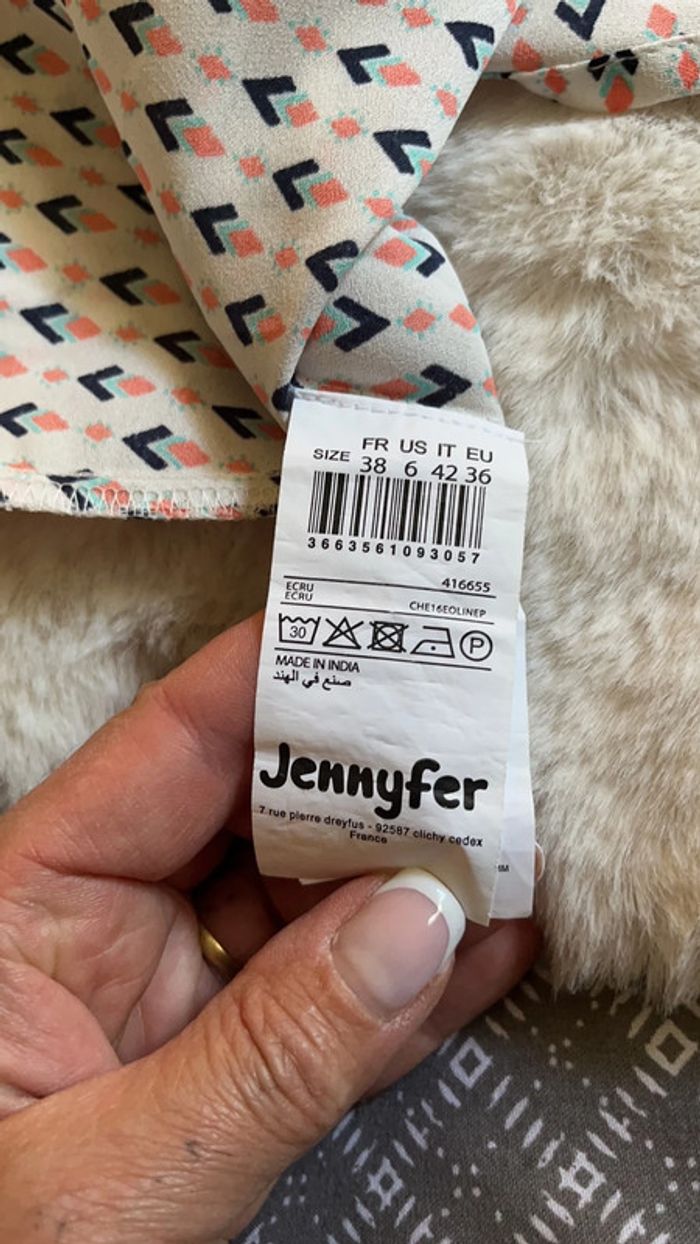 FR US IT EU
SIZE 38 6 42 36
3663561093057
416655
ECRU
ECRU
CHE16EOLINEP
30 P
MADE IN INDIA
صنع في الهند
Jennyfer
7 rue pierre dreyfus - 92587 clichy cedex
France